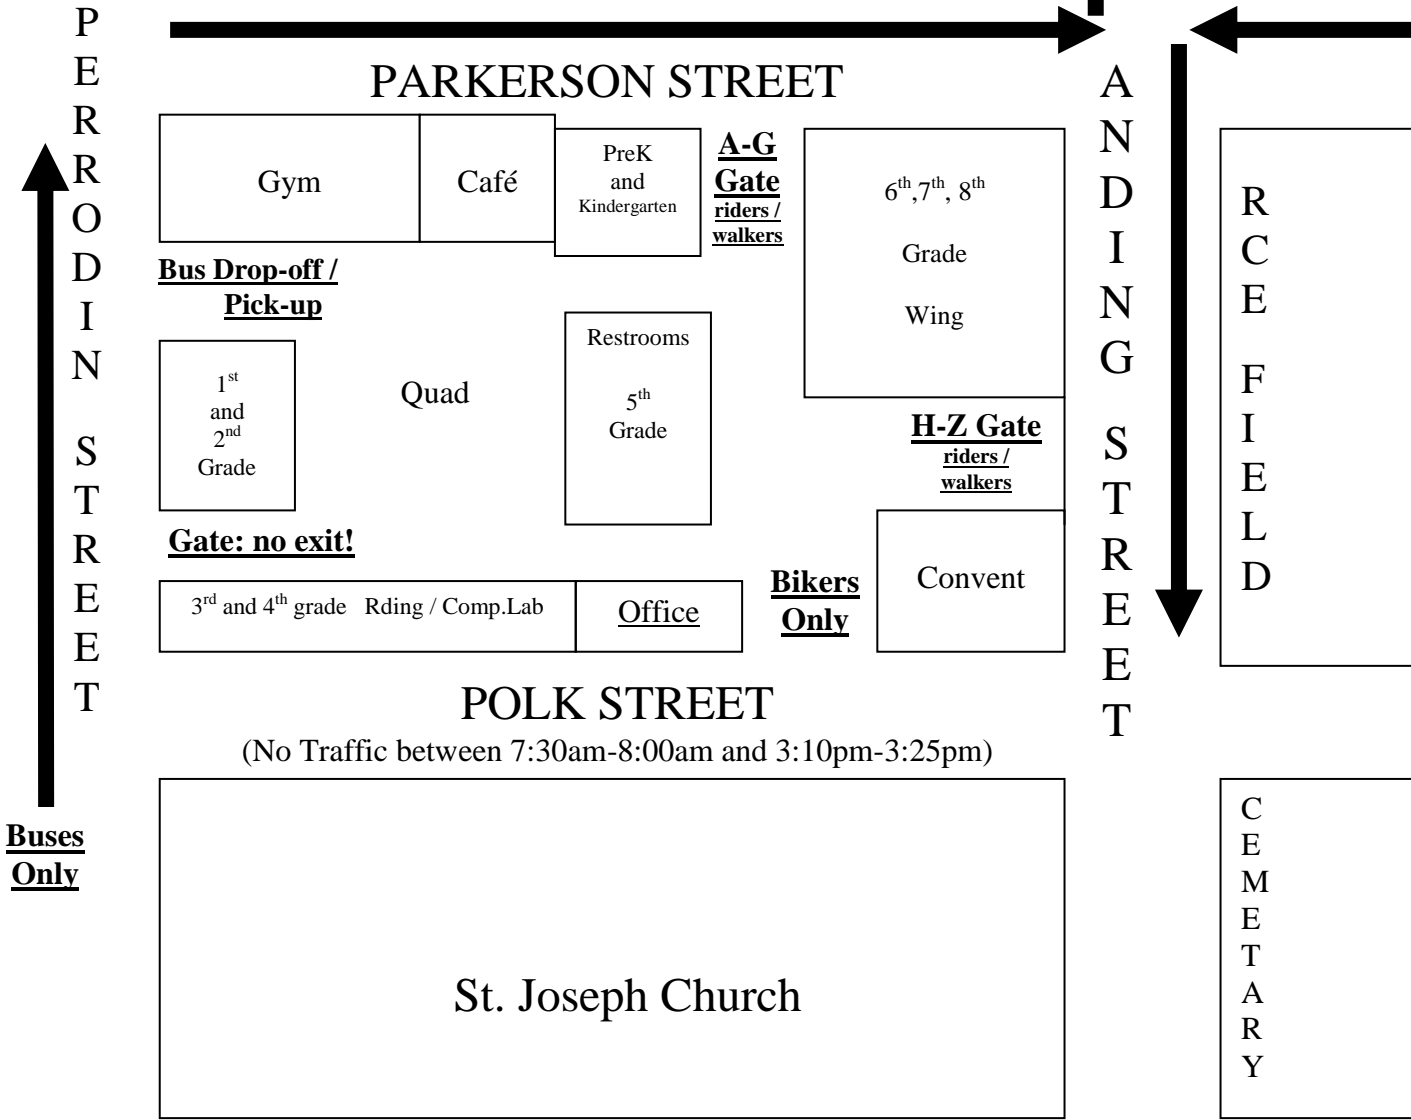 PERRODIN STREET
PARKERSON STREET
ANDING STREET
Gym
Café
PreK
and
Kindergarten
A-G
Gate
riders /
walkers
6th,7th, 8th
Grade
Wing
RCE FIELD
Bus Drop-off /
Pick-up
1st
and
2nd
Grade
Quad
Restrooms
5th
Grade
H-Z Gate
riders /
walkers
Gate: no exit!
3rd and 4th grade Rding / Comp.Lab
Office
Bikers
Only
Convent
POLK STREET
(No Traffic between 7:30am-8:00am and 3:10pm-3:25pm)
Buses
Only
St. Joseph Church
CEMETARY